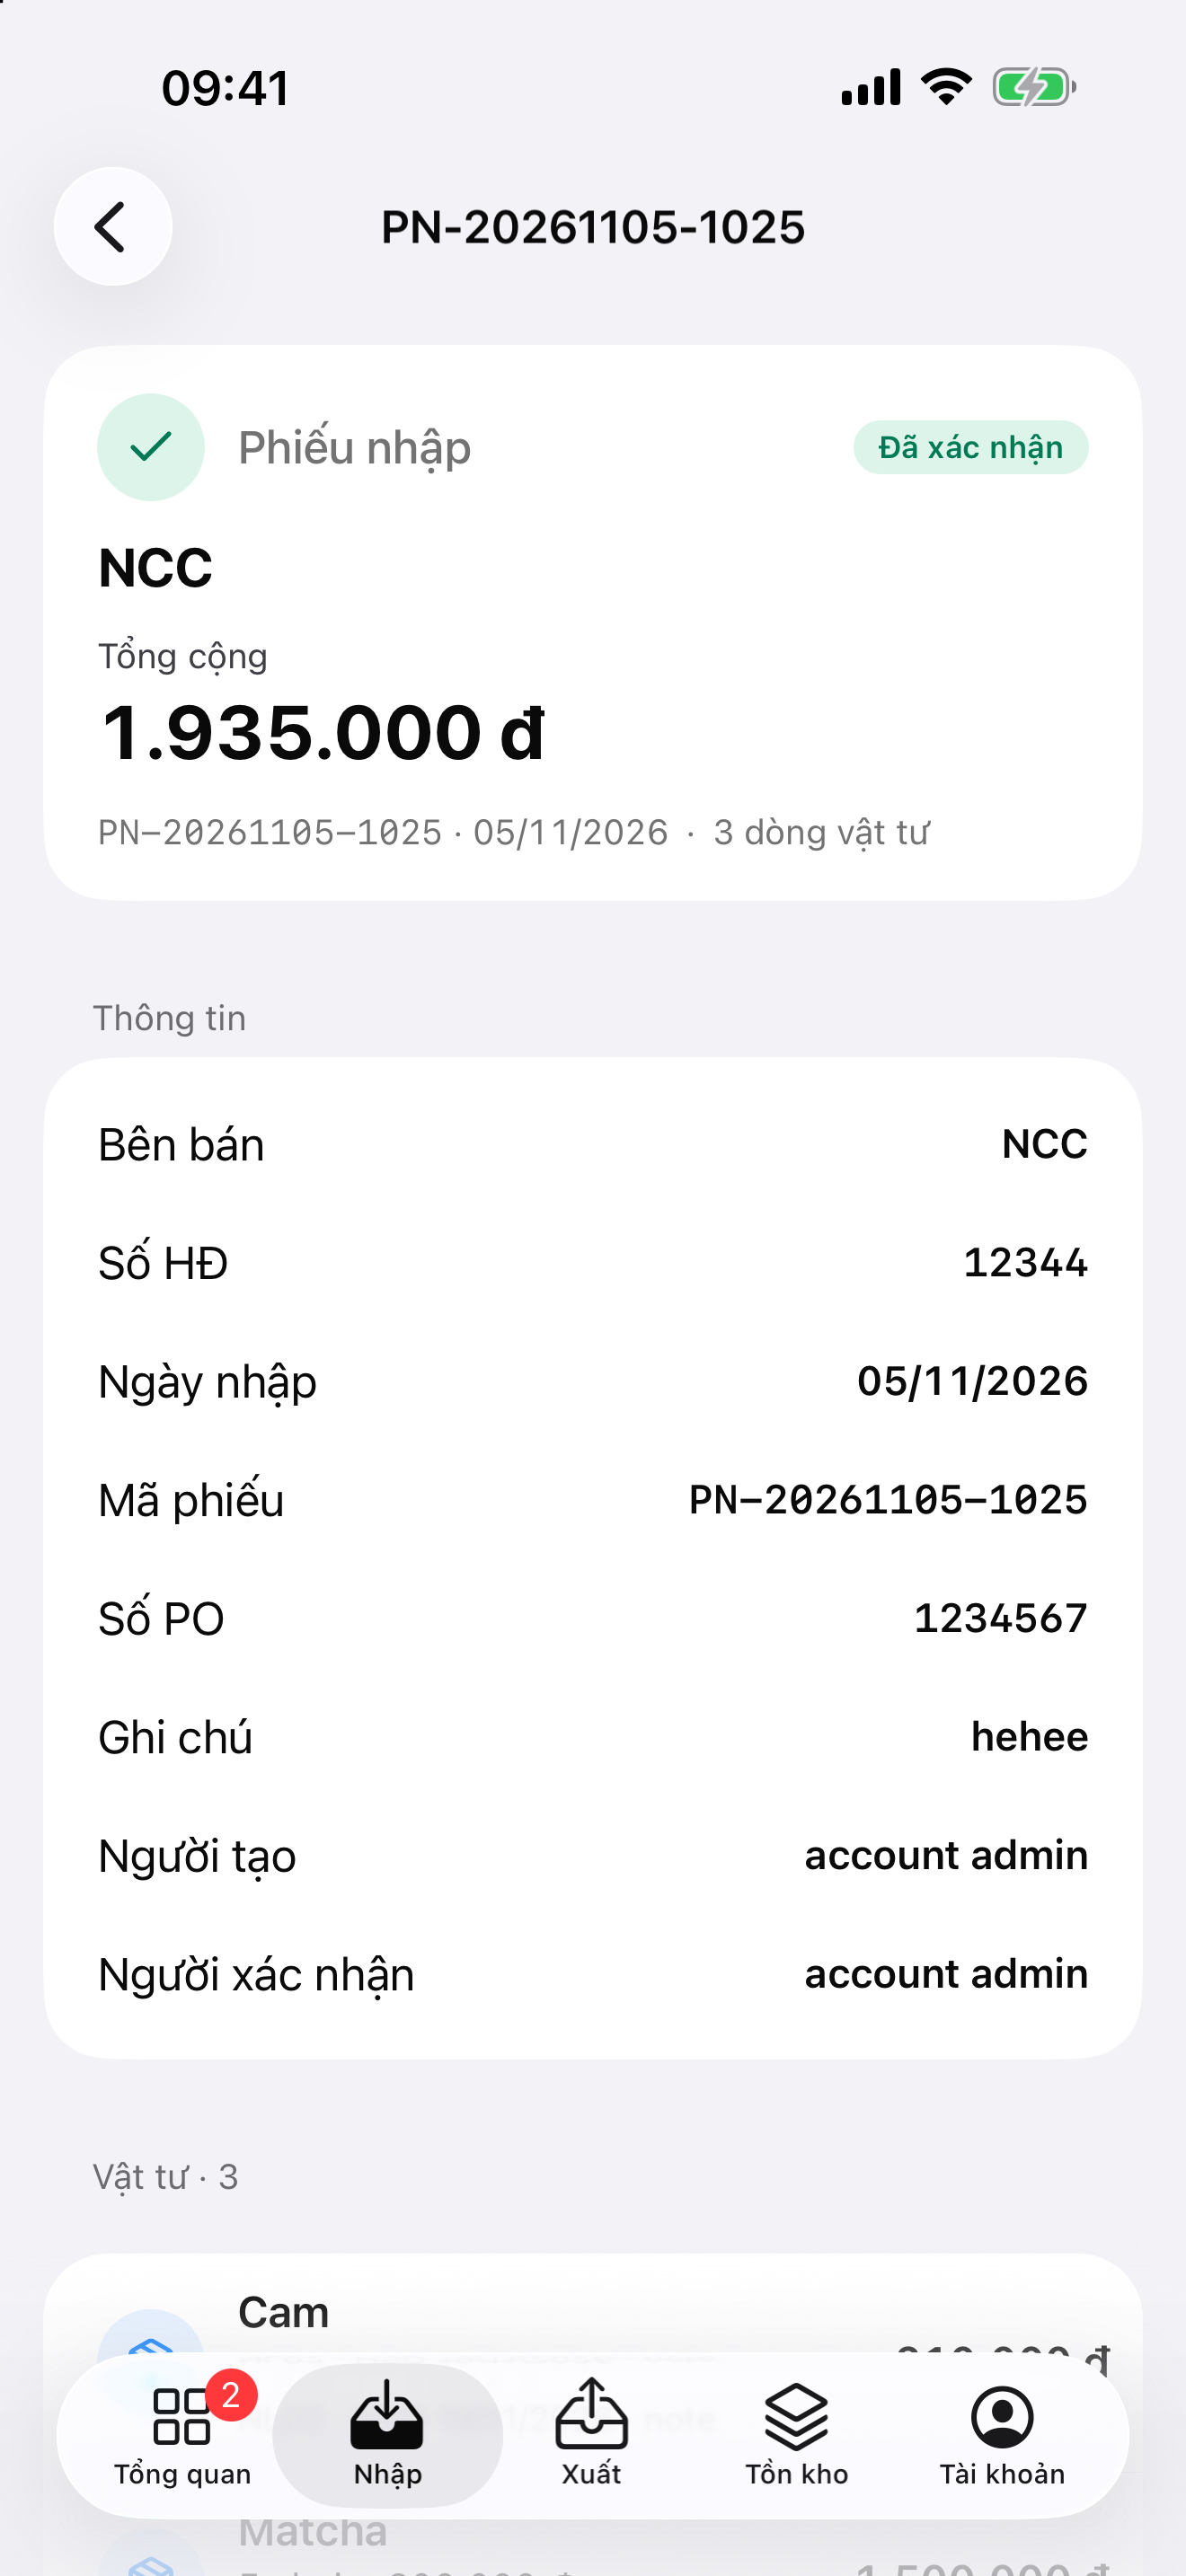 09:41
PN-20261105-1025
Phiếu nhập
Đã xác nhận
NCC
Tổng cộng
1.935.000 đ
PN-20261105-1025 · 05/11/2026 · 3 dòng vật tư
Thông tin
Bên bán NCC
Số HĐ 12344
Ngày nhập 05/11/2026
Mã phiếu PN-20261105-1025
Số PO 1234567
Ghi chú hehee
Người tạo account admin
Người xác nhận account admin
Vật tư · 3
Cam
2
Tổng quan Nhập Xuất Tồn kho Tài khoản
Matcha